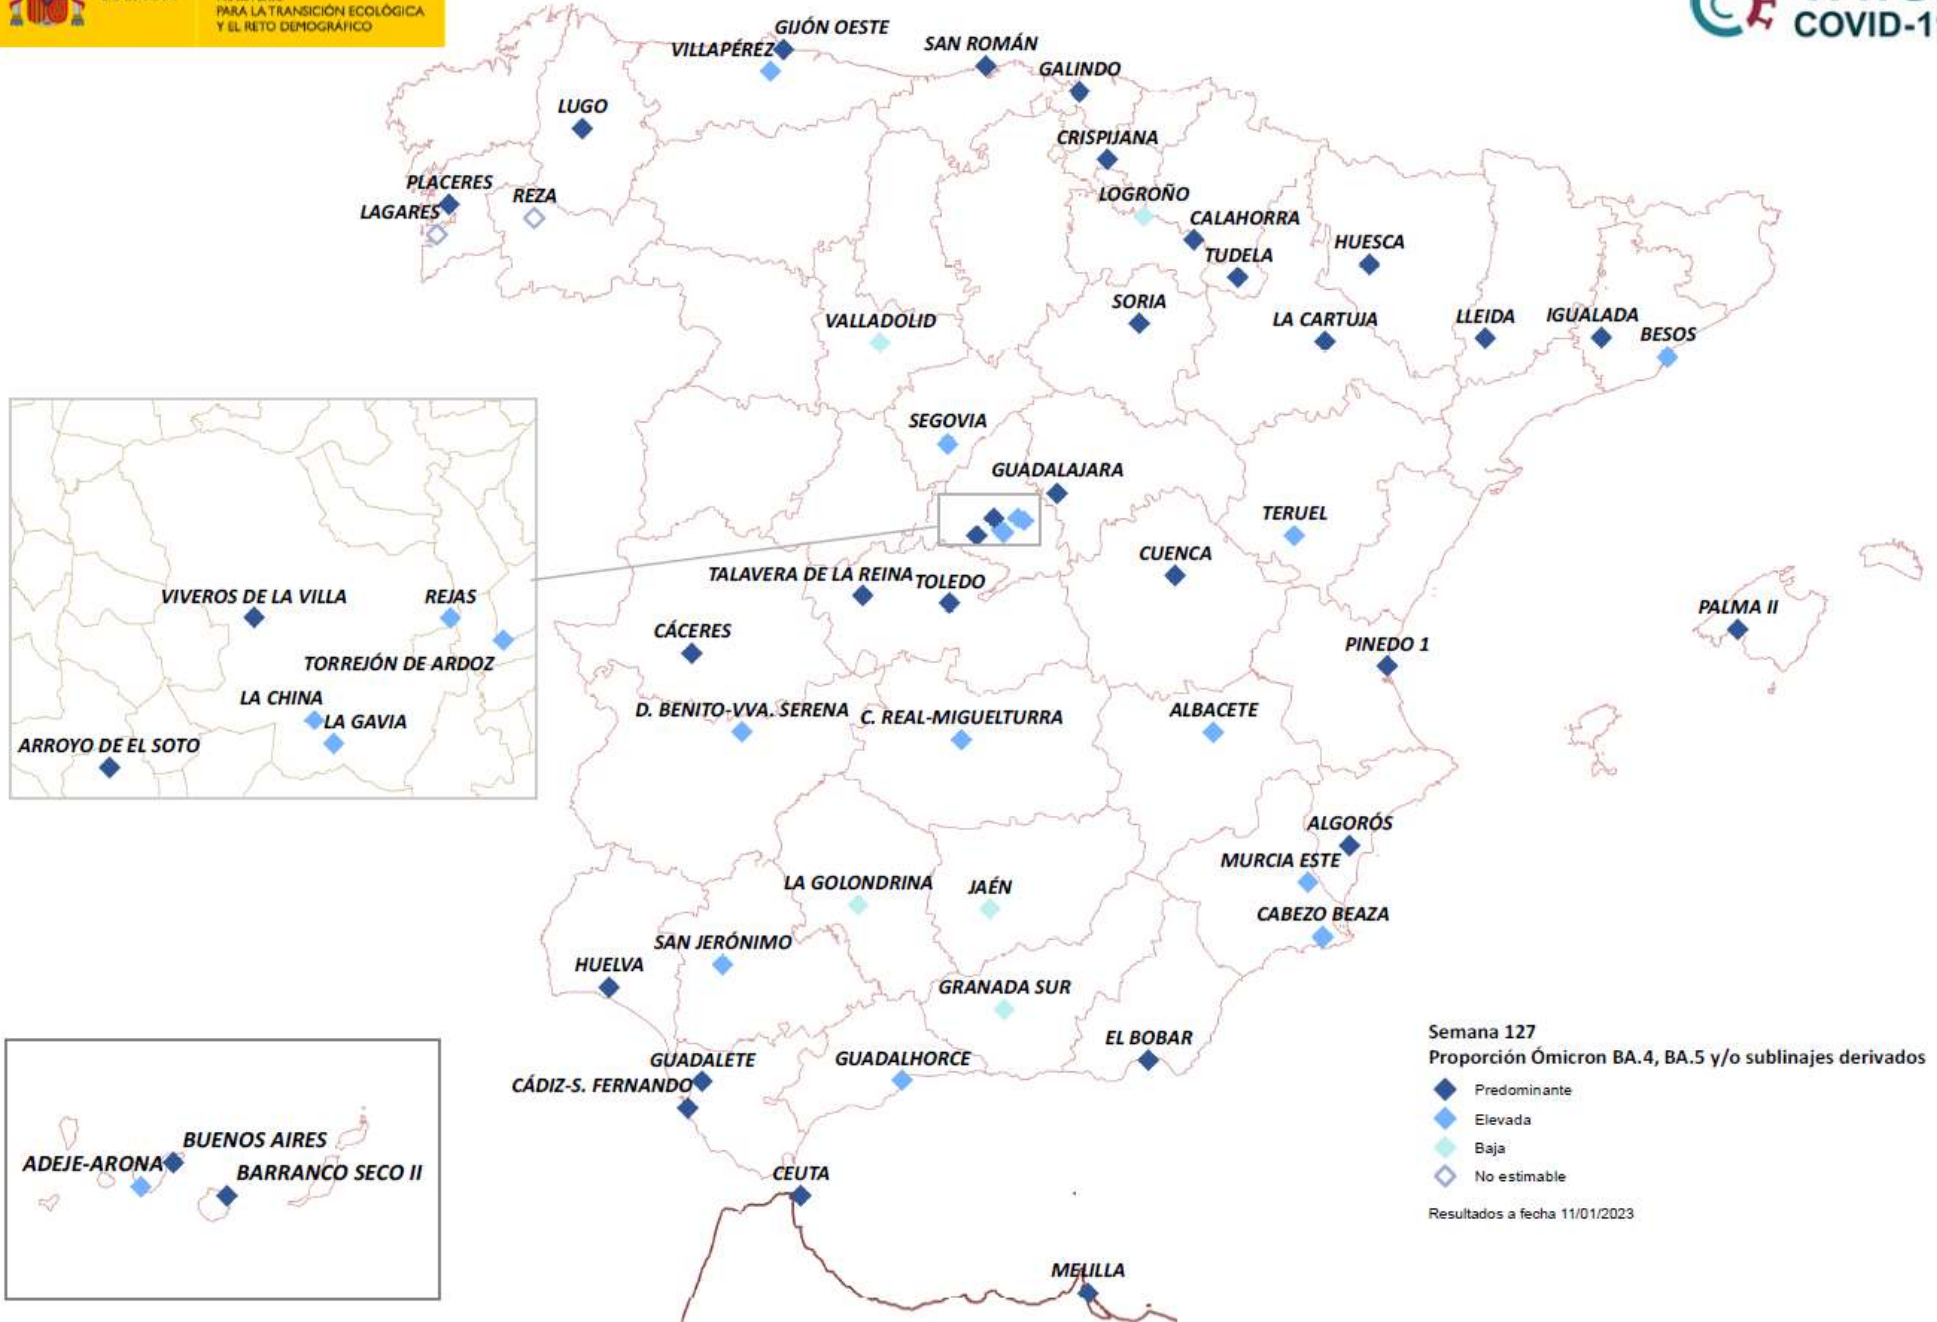 PARA LA TRANSICIÓN ECOLÓGICA
Y EL RETO DEMOGRÁFICO
COVID-1
GIJÓN OESTE
VILLAPÉREZ
SAN ROMÁN
GALINDO
LUGO
CRISPIJANA
PLACERES
REZA
LAGARES
LOGROÑO
CALAHORRA
HUESCA
TUDELA
SORIA
VALLADOLID
LA CARTUJA
LLEIDA
IGUALADA
BESOS
SEGOVIA
GUADALAJARA
TERUEL
CUENCA
TALAVERA DE LA REINA
TOLEDO
VIVEROS DE LA VILLA
REJAS
TORREJÓN DE ARDOZ
LA CHINA
LA GAVIA
ARROYO DE EL SOTO
CÁCERES
PALMA II
PINEDO 1
D. BENITO-VVA. SERENA
C. REAL-MIGUELTURRA
ALBACETE
ALGORÓS
MURCIA ESTE
LA GOLONDRINA
JAÉN
CABEZO BEAZA
SAN JERÓNIMO
HUELVA
GRANADA SUR
EL BOBAR
GUADALETE
GUADALHORCE
CÁDIZ-S. FERNANDO
BUENOS AIRES
ADEJE-ARONA
BARRANCO SECO II
CEUTA
MELILLA
Semana 127
Proporción Ómicron BA.4, BA.5 y/o sublinajes derivados
Predominante
Elevada
Baja
No estimable
Resultados a fecha 11/01/2023